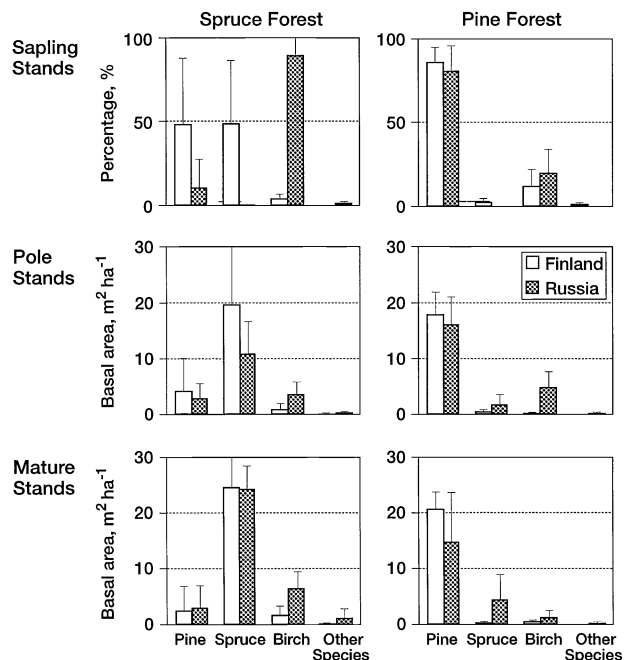 Spruce Forest
Pine Forest
Sapling
Stands
Percentage, %
100
50
0
100
50
0
Pole
Stands
Basal area, m² ha⁻¹
30
20
10
0
30
20
10
0
Finland
Russia
Mature
Stands
Basal area, m² ha⁻¹
30
20
10
0
30
20
10
0
Pine Spruce Birch Other
Species
Pine Spruce Birch Other
Species